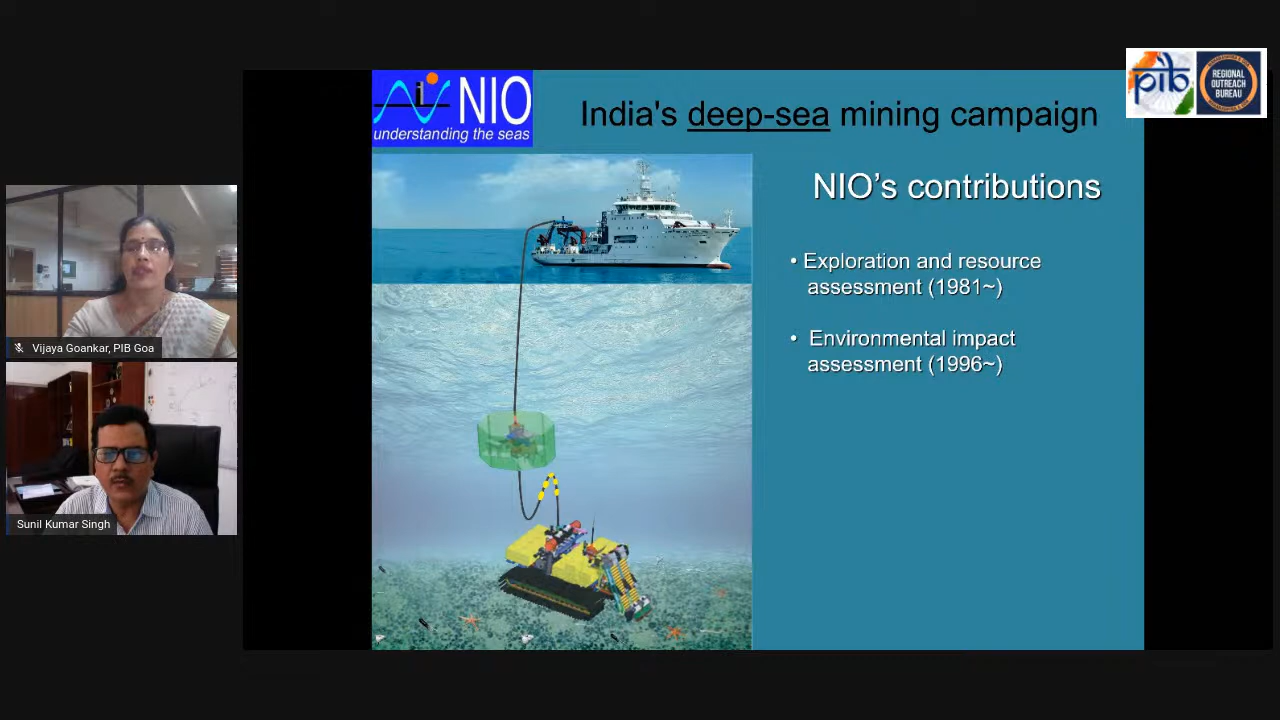 NIO
understanding the seas
India's deep-sea mining campaign
pib
REGIONAL
OUTREACH
BUREAU
NIO's contributions
• Exploration and resource
assessment (1981~)
• Environmental impact
assessment (1996~)
Vijaya Goankar, PIB Goa
Sunil Kumar Singh